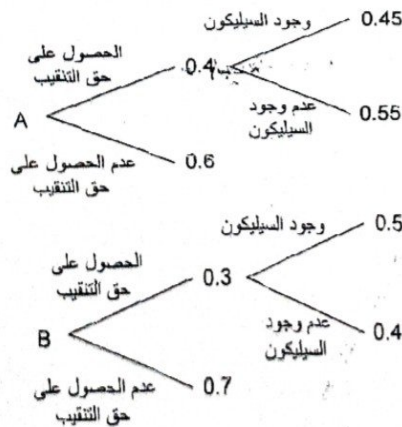 وجود السيليكون
0.45
الحصول على
حق التنقيب
0.4
A
عدم وجود
السيليكون
0.55
عدم الحصول على
حق التنقيب
0.6
وجود السيليكون
0.5
الحصول على
حق التنقيب
0.3
B
عدم وجود
السيليكون
0.4
عدم الحصول على
حق التنقيب
0.7